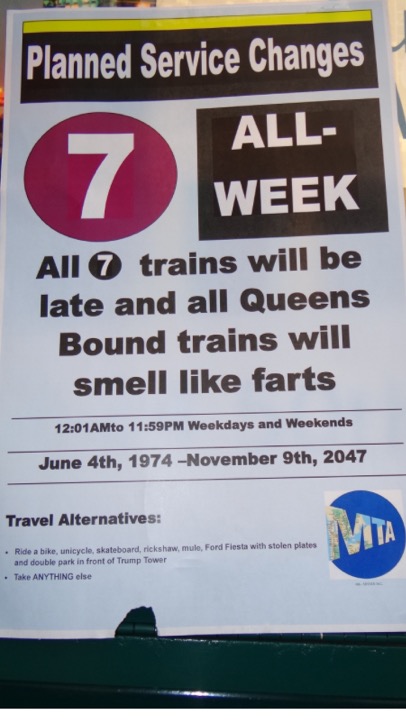 Planned Service Changes
7
ALL-
WEEK
All 7 trains will be
late and all Queens
Bound trains will
smell like farts
12:01AMto 11:59PM Weekdays and Weekends
June 4th, 1974 –November 9th, 2047
Travel Alternatives:
• Ride a bike, unicycle, skateboard, rickshaw, mule, Ford Fiesta with stolen plates
and double park in front of Trump Tower
• Take ANYTHING else
MTA